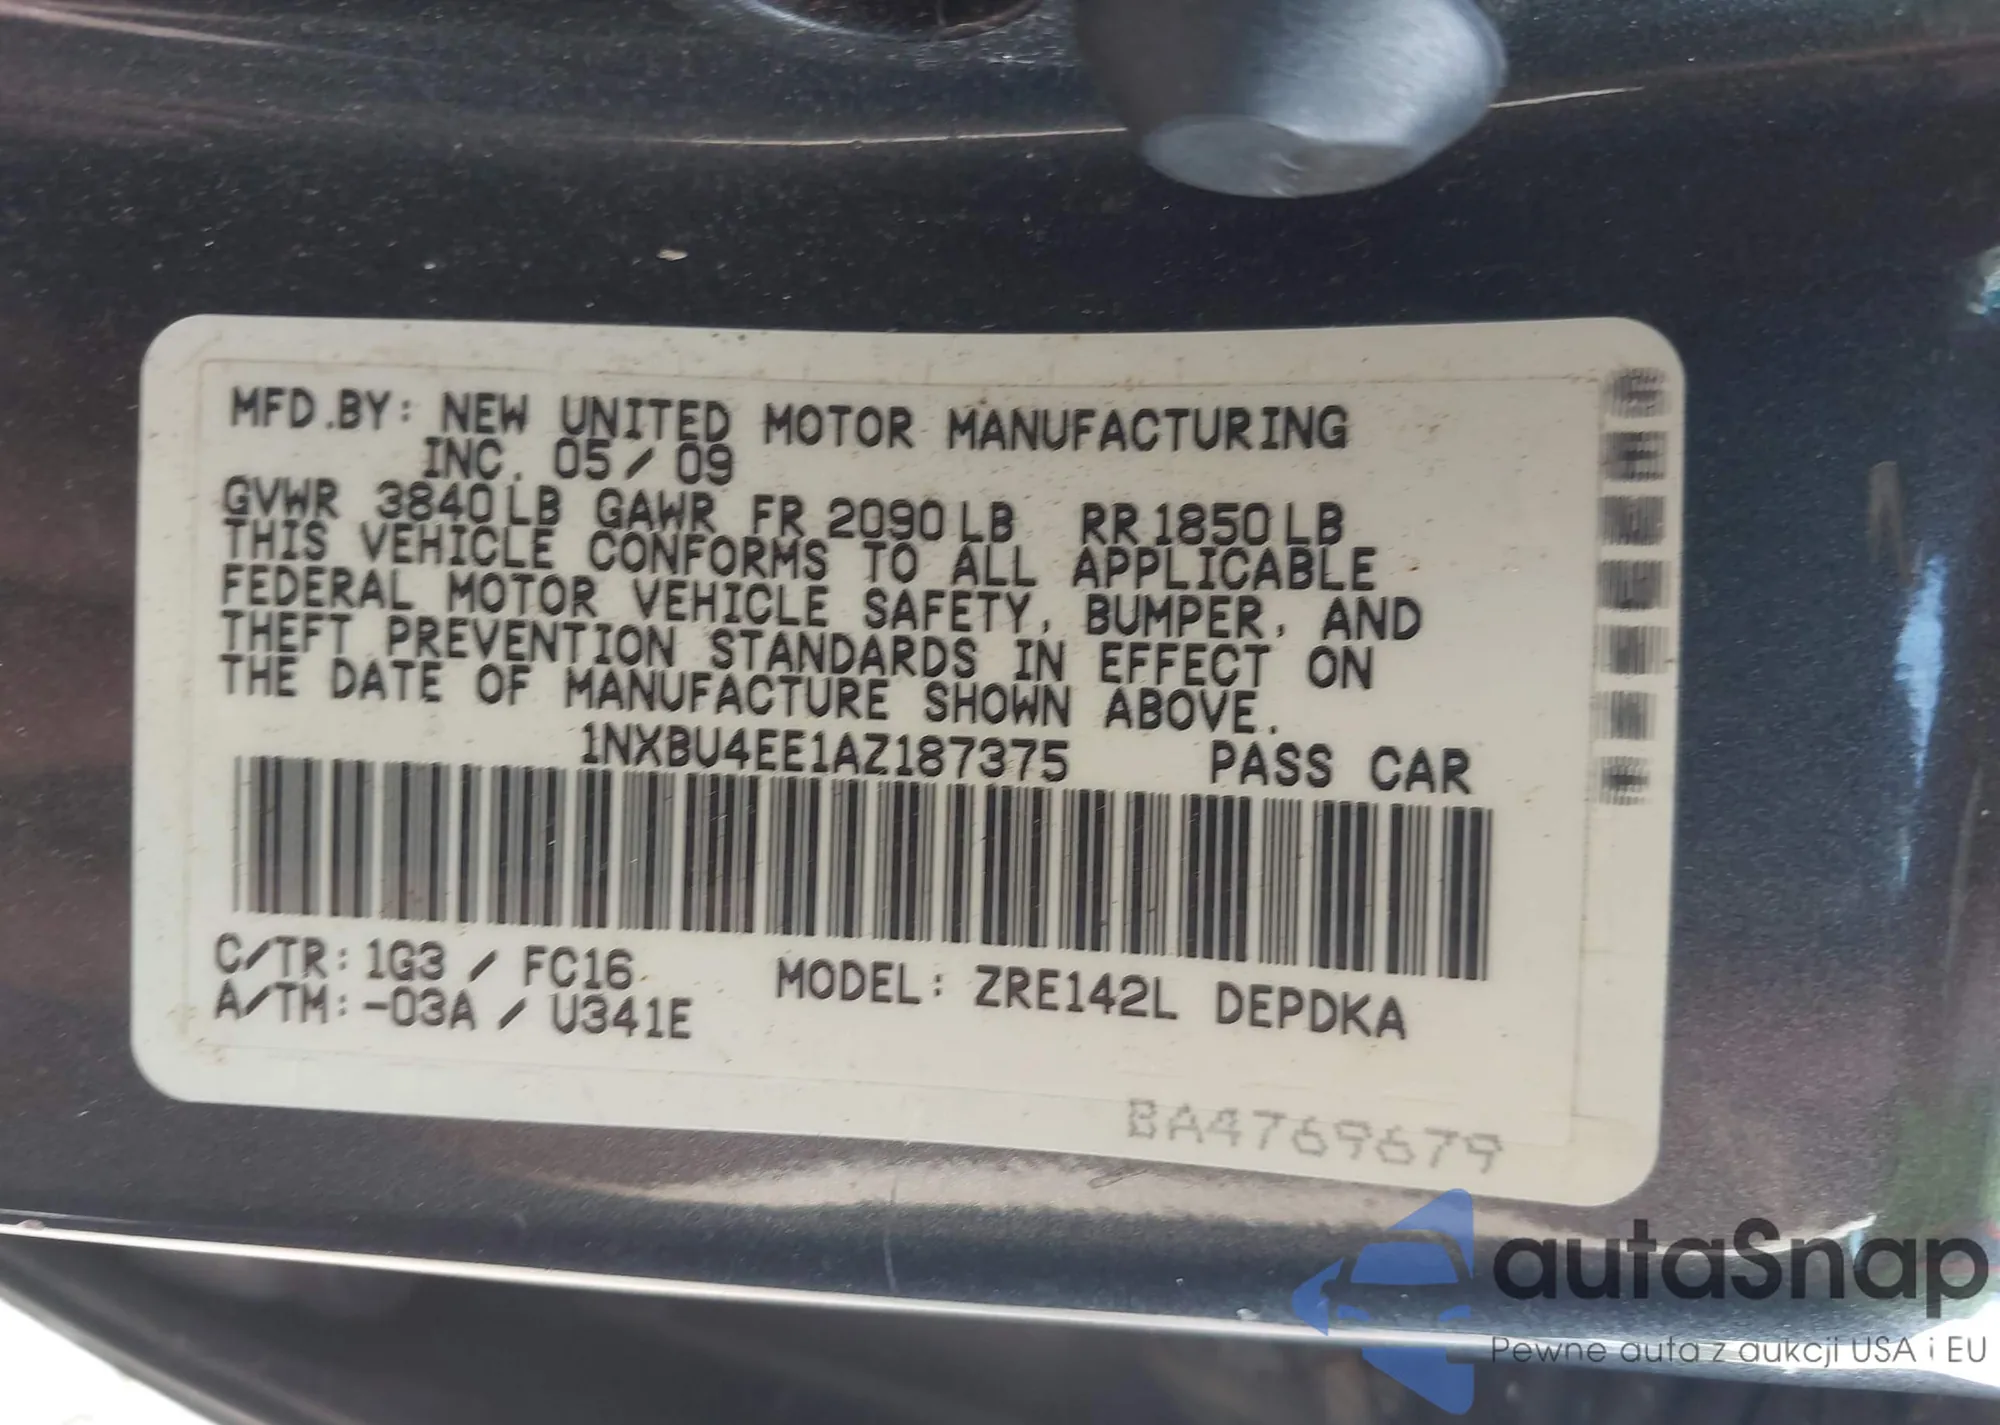 MFD.BY: NEW UNITED MOTOR MANUFACTURING
INC. 05/09
GVWR 3840LB GAWR FR 2090LB RR1850LB
THIS VEHICLE CONFORMS TO ALL APPLICABLE
FEDERAL MOTOR VEHICLE SAFETY, BUMPER, AND
THEFT PREVENTION STANDARDS IN EFFECT ON
THE DATE OF MANUFACTURE SHOWN ABOVE.
1NXBU4EE1AZ187375 PASS CAR
C/TR: 1G3 / FC16 MODEL: ZRE142L DEPDKA
A/TM: -03A / U341E
BA4769679
autaSnap
Pewne auta z aukcji USA i EU